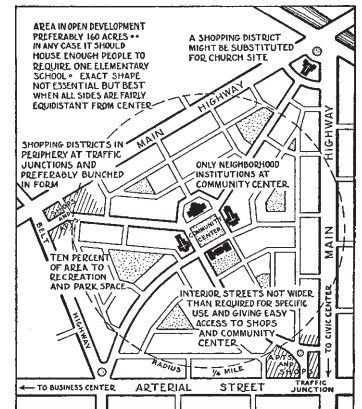 AREA IN OPEN DEVELOPMENT
PREFERABLY 160 ACRES ••
IN ANY CASE IT SHOULD
HOUSE ENOUGH PEOPLE TO
REQUIRE ONE ELEMENTARY
SCHOOL • EXACT SHAPE
NOT ESSENTIAL BUT BEST
WHEN ALL SIDES ARE FAIRLY
EQUIDISTANT FROM CENTER
A SHOPPING DISTRICT
MIGHT BE SUBSTITUTED
FOR CHURCH SITE
MAIN HIGHWAY
HIGHWAY
MAIN
SHOPPING DISTRICTS IN
PERIPHERY AT TRAFFIC
JUNCTIONS AND
PREFERABLY BUNCHED
IN FORM
ONLY NEIGHBORHOOD
INSTITUTIONS AT
COMMUNITY CENTER
SHOPS
AND
APTS
BELT
HIGHWAY
COMMUNITY
CENTER
TEN PERCENT
OF AREA TO
RECREATION
AND PARK SPACE
INTERIOR STREETS NOT WIDER
THAN REQUIRED FOR SPECIFIC
USE AND GIVING EASY
ACCESS TO SHOPS
AND COMMUNITY
CENTER
TO CIVIC CENTER
RADIUS ¼ MILE
APTS
AND
SHOPS
TO BUSINESS CENTER
ARTERIAL STREET
TRAFFIC
JUNCTION